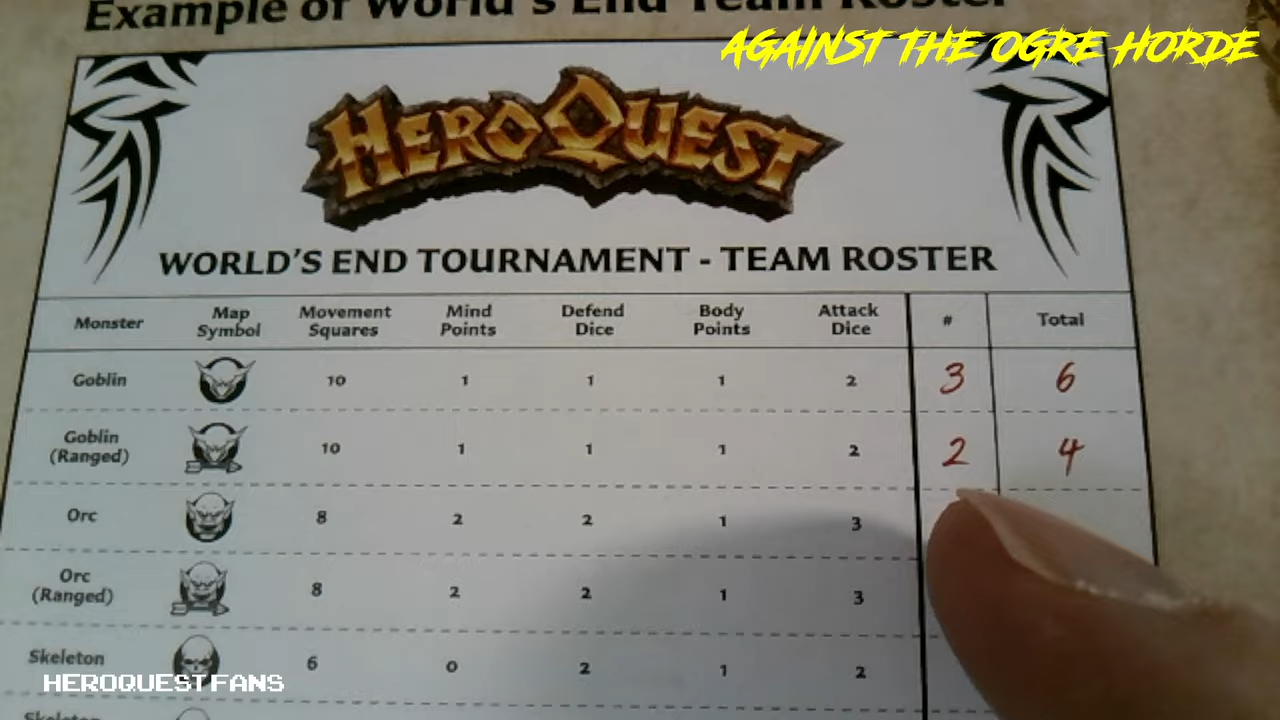 Example of World's End Team Roster
AGAINST THE OGRE HORDE
HEROQUEST
WORLD'S END TOURNAMENT - TEAM ROSTER
Monster Map Symbol Movement Squares Mind Points Defend Dice Body Points Attack Dice # Total
Goblin 10 1 1 1 2 3 6
Goblin (Ranged) 10 1 1 1 2 2 4
Orc 8 2 2 1 3
Orc (Ranged) 8 2 2 1 3
Skeleton 6 0 2 1 2
HEROQUEST FANS
Skeleton